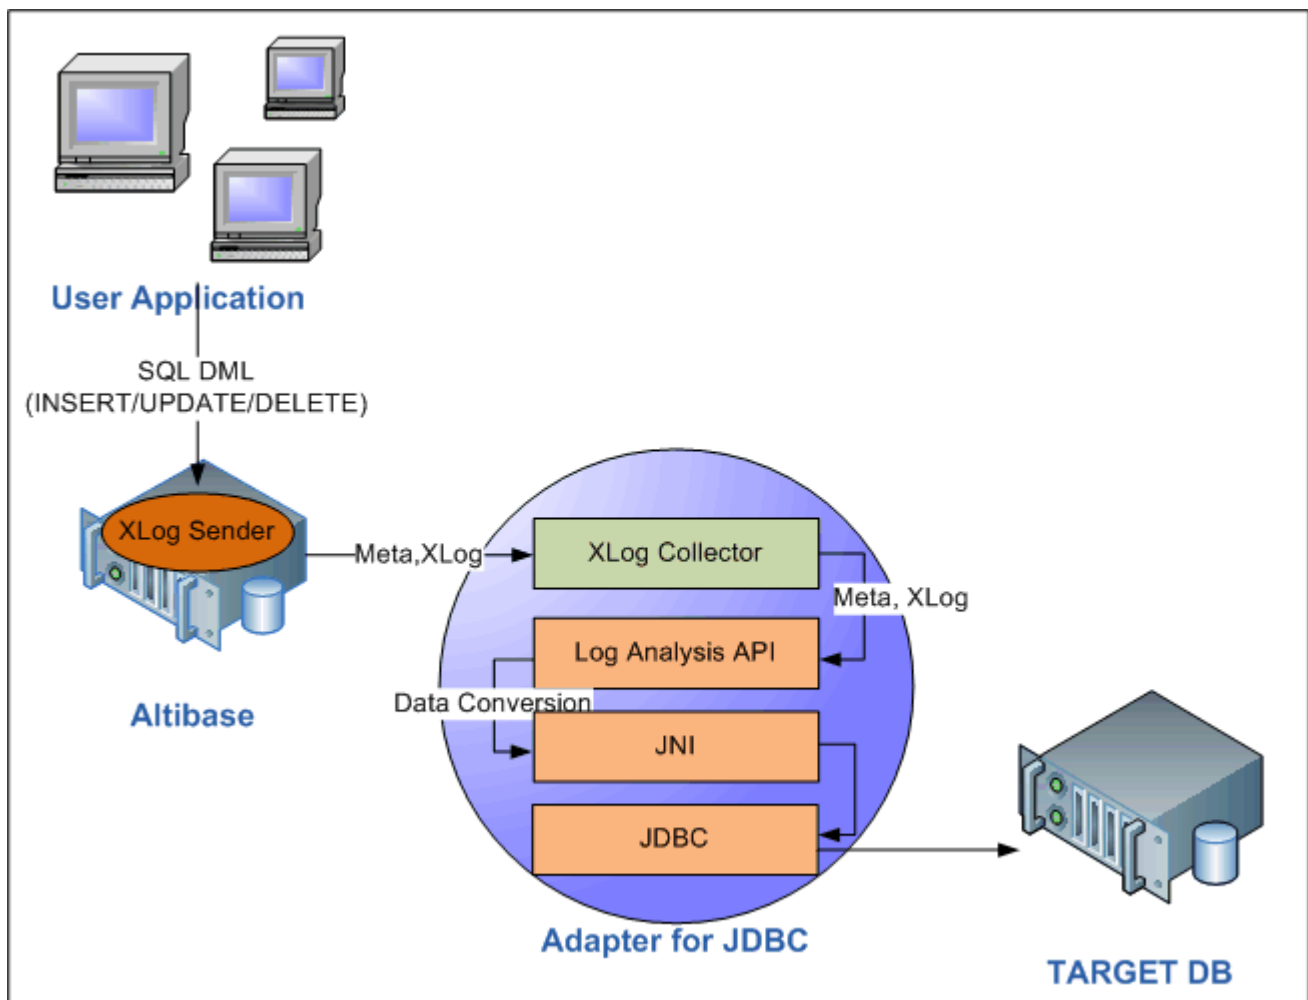 User Application
SQL DML
(INSERT/UPDATE/DELETE)
XLog Sender
Altibase
Meta,XLog
XLog Collector
Meta, XLog
Log Analysis API
Data Conversion
JNI
JDBC
Adapter for JDBC
TARGET DB